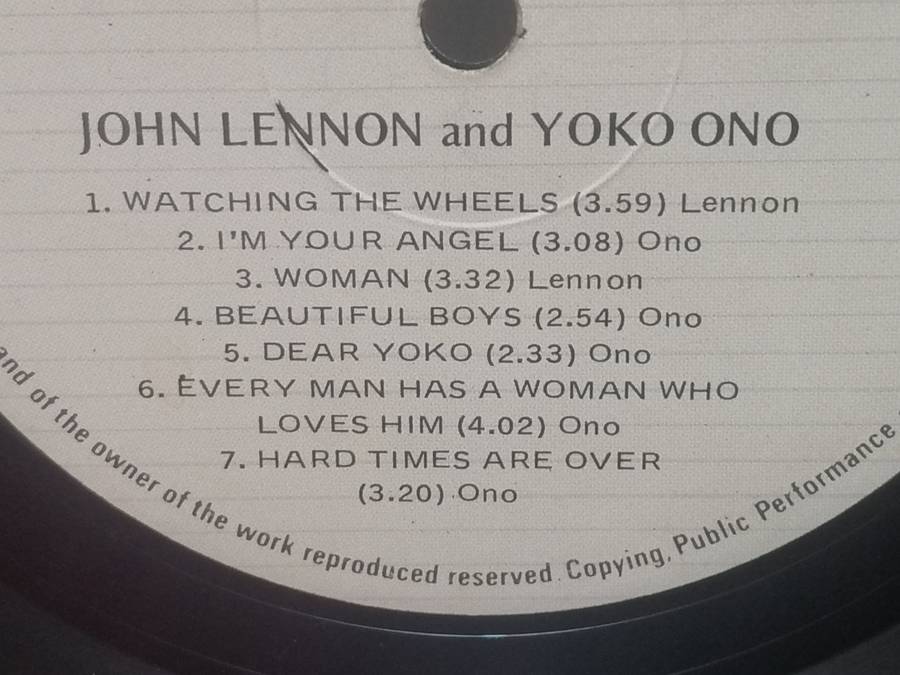 JOHN LENNON and YOKO ONO
1. WATCHING THE WHEELS (3.59) Lennon
2. I'M YOUR ANGEL (3.08) Ono
3. WOMAN (3.32) Lennon
4. BEAUTIFUL BOYS (2.54) Ono
5. DEAR YOKO (2.33) Ono
6. EVERY MAN HAS A WOMAN WHO
LOVES HIM (4.02) Ono
7. HARD TIMES ARE OVER
(3.20) Ono
and of the owner of the work reproduced reserved. Copying, Public Performance